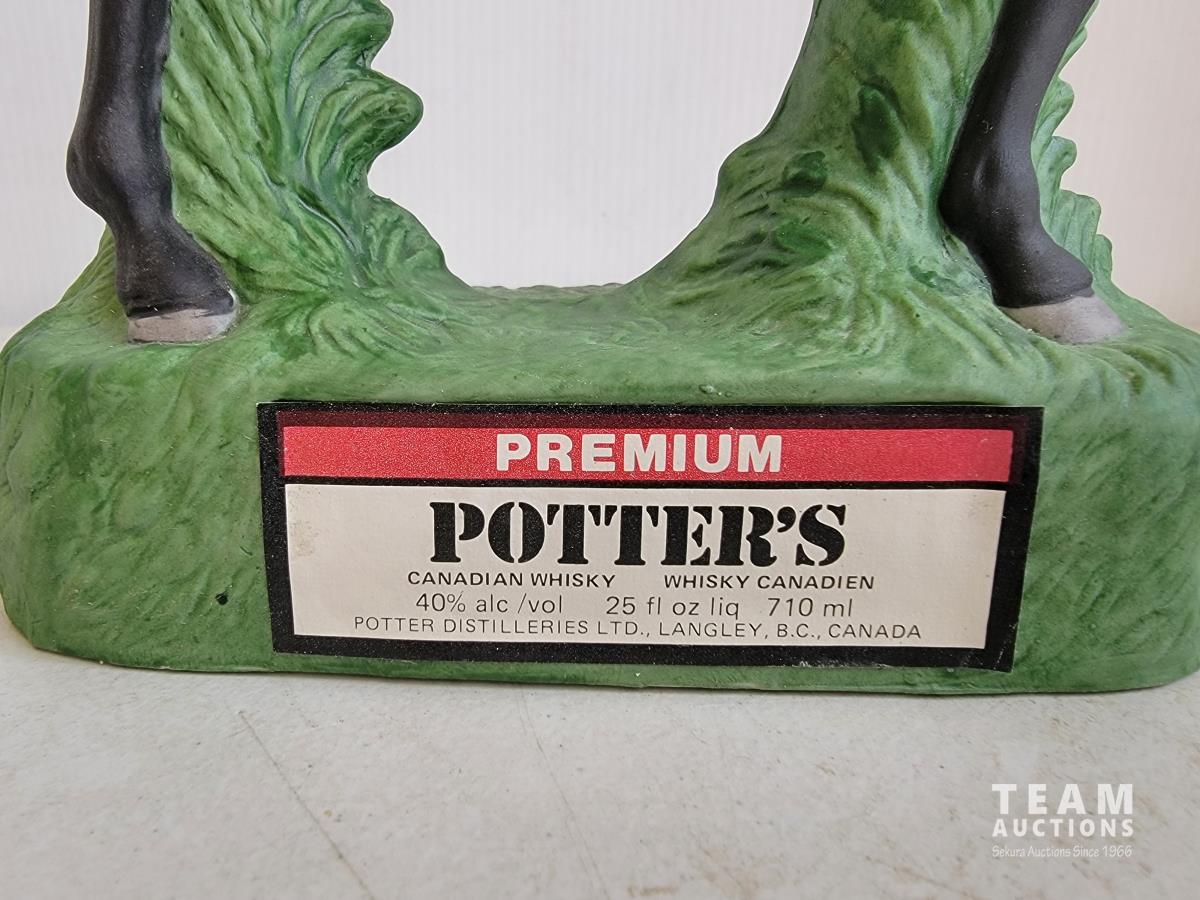 PREMIUM
POTTER'S
CANADIAN WHISKY WHISKY CANADIEN
40% alc /vol 25 fl oz liq 710 ml
POTTER DISTILLERIES LTD., LANGLEY, B.C., CANADA
TEAM
AUCTIONS
Sekura Auctions Since 1966